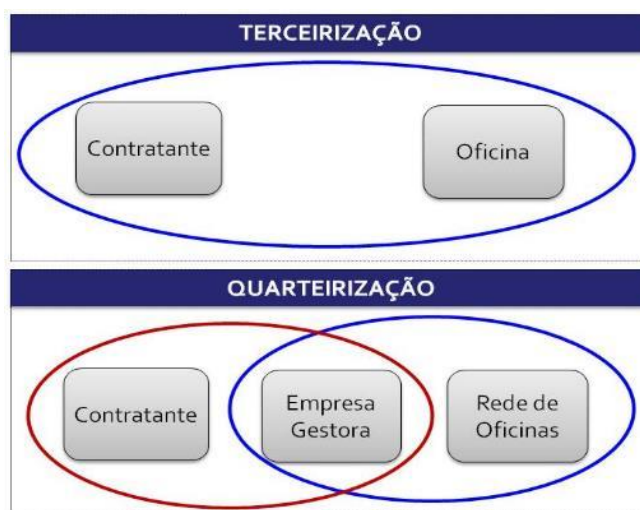 TERCEIRIZAÇÃO
Contratante
Oficina
QUARTEIRIZAÇÃO
Contratante
Empresa
Gestora
Rede de
Oficinas